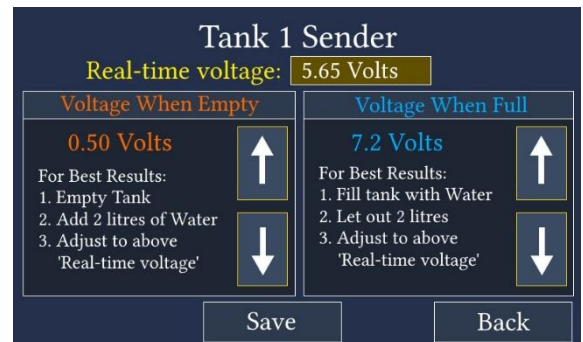 Tank 1 Sender
Real-time voltage: 5.65 Volts
Voltage When Empty
0.50 Volts
For Best Results:
1. Empty Tank
2. Add 2 litres of Water
3. Adjust to above
'Real-time voltage'
Voltage When Full
7.2 Volts
For Best Results:
1. Fill tank with Water
2. Let out 2 litres
3. Adjust to above
'Real-time voltage'
Save
Back